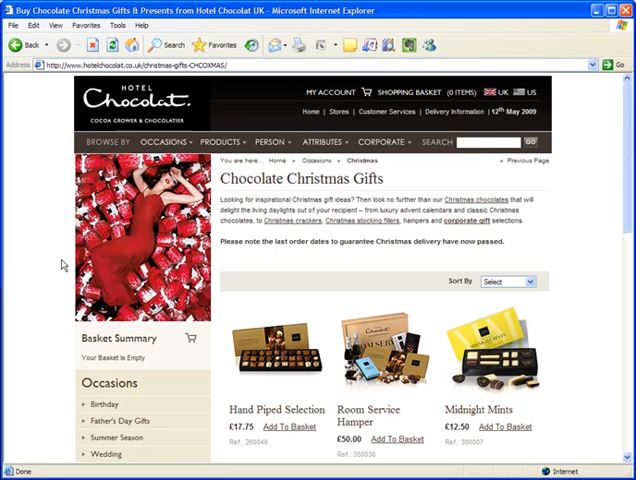 Buy Chocolate Christmas Gifts & Presents from Hotel Chocolat UK - Microsoft Internet Explorer
File Edit View Favorites Tools Help
Back Search Favorites
Address http://www.hotelchocolat.co.uk/christmas-gifts-CHCOXMAS/ Go
HOTEL
Chocolat.
COCOA GROWER & CHOCOLATIER
MY ACCOUNT SHOPPING BASKET (0 ITEMS) UK US
Home | Stores | Customer Services | Delivery Information | 12th May 2009
BROWSE BY OCCASIONS PRODUCTS PERSON ATTRIBUTES CORPORATE SEARCH GO
You are here... Home Occasions Christmas Previous Page
Chocolate Christmas Gifts
Looking for inspirational Christmas gift ideas? Then look no further than our Christmas chocolates that will
delight the living daylights out of your recipient – from luxury advent calendars and classic Christmas
chocolates, to Christmas crackers, Christmas stocking fillers, hampers and corporate gift selections.
Please note the last order dates to guarantee Christmas delivery have now passed.
Sort By Select
Basket Summary
Your Basket Is Empty
Occasions
Birthday
Father's Day Gifts
Summer Season
Wedding
Hand Piped Selection
£17.75 Add To Basket
Ref.: 260049
Room Service
Hamper
£50.00 Add To Basket
Ref.: 350030
Midnight Mints
£12.50 Add To Basket
Ref.: 300007
Done Internet